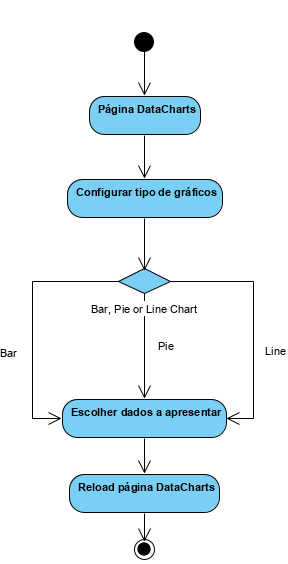 Página DataCharts
Configurar tipo de gráficos
Bar, Pie or Line Chart
Bar
Pie
Line
Escolher dados a apresentar
Reload página DataCharts